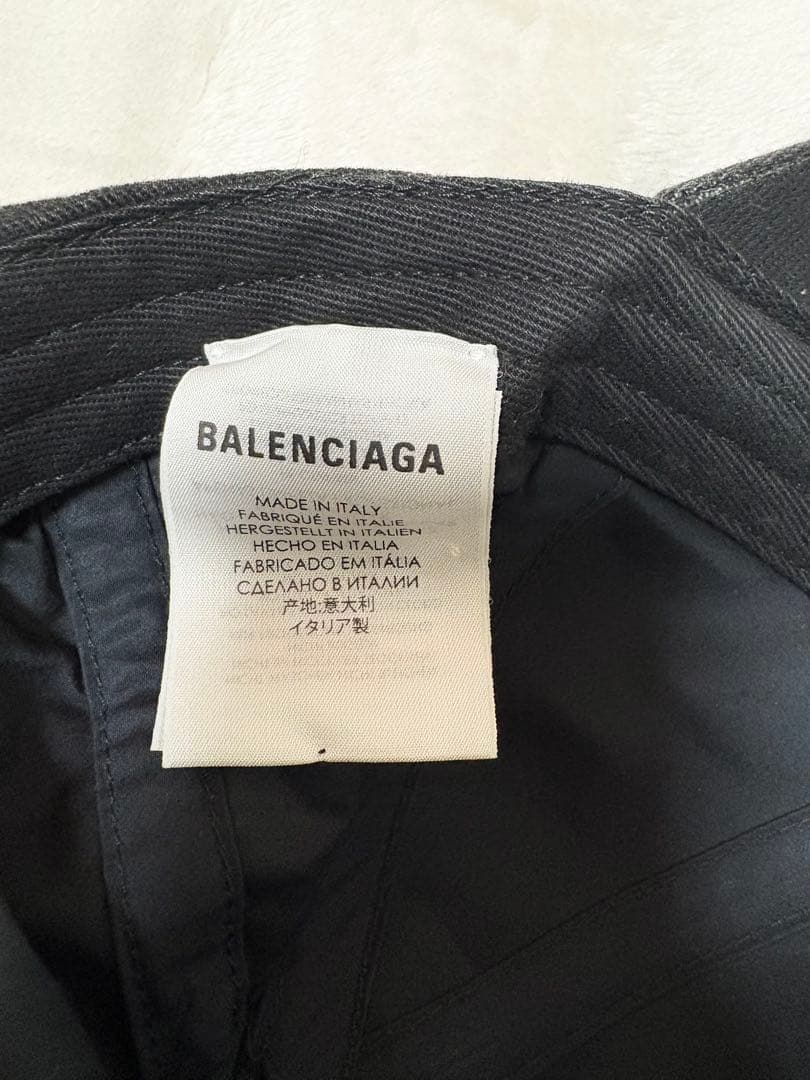 BALENCIAGA
MADE IN ITALY
FABRIQUÉ EN ITALIE
HERGESTELLT IN ITALIEN
HECHO EN ITALIA
FABRICADO EM ITÁLIA
СДЕЛАНО В ИТАЛИИ
产地:意大利
イタリア製